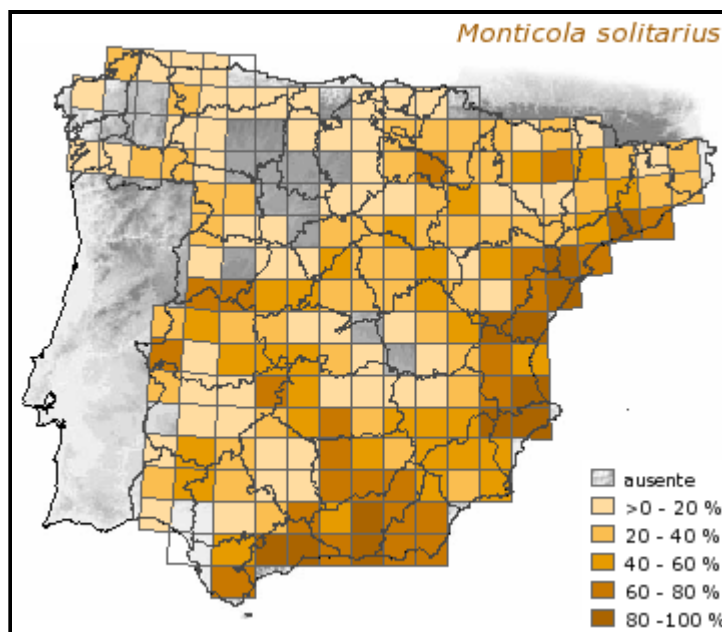 Monticola solitarius
ausente
>0 - 20 %
20 - 40 %
40 - 60 %
60 - 80 %
80 -100 %